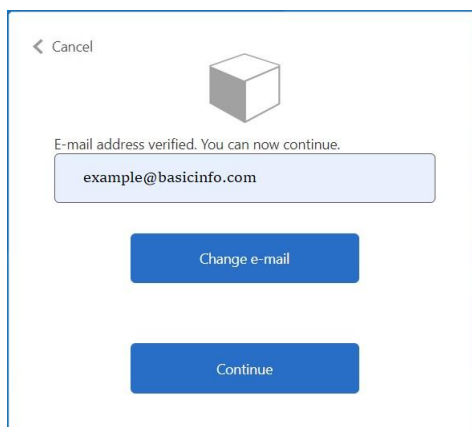 Cancel
E-mail address verified. You can now continue.
example@basicinfo.com
Change e-mail
Continue